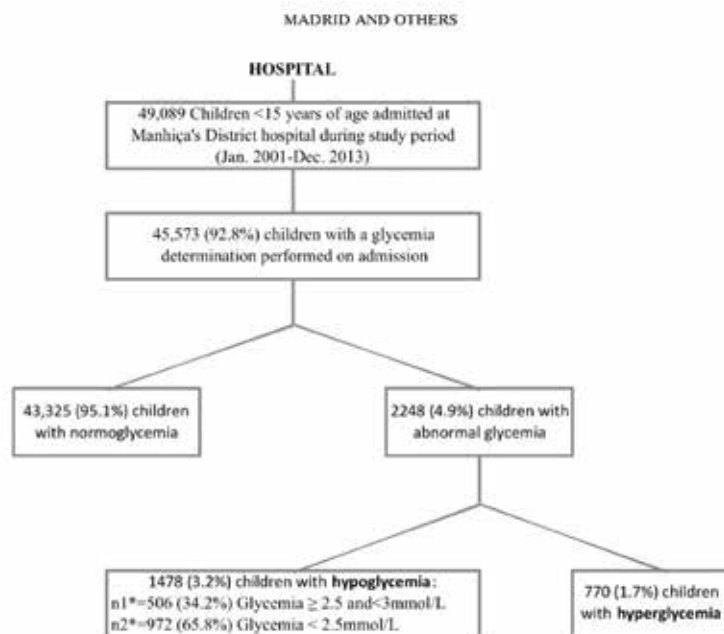 MADRID AND OTHERS
HOSPITAL
49,089 Children <15 years of age admitted at
Manhiça's District hospital during study period
(Jan. 2001-Dec. 2013)
45,573 (92.8%) children with a glycemia
determination performed on admission
43,325 (95.1%) children
with normoglycemia
2248 (4.9%) children with
abnormal glycemia
1478 (3.2%) children with hypoglycemia:
n1*=506 (34.2%) Glycemia ≥ 2.5 and<3mmol/L
n2*=972 (65.8%) Glycemia < 2.5mmol/L
770 (1.7%) children
with hyperglycemia